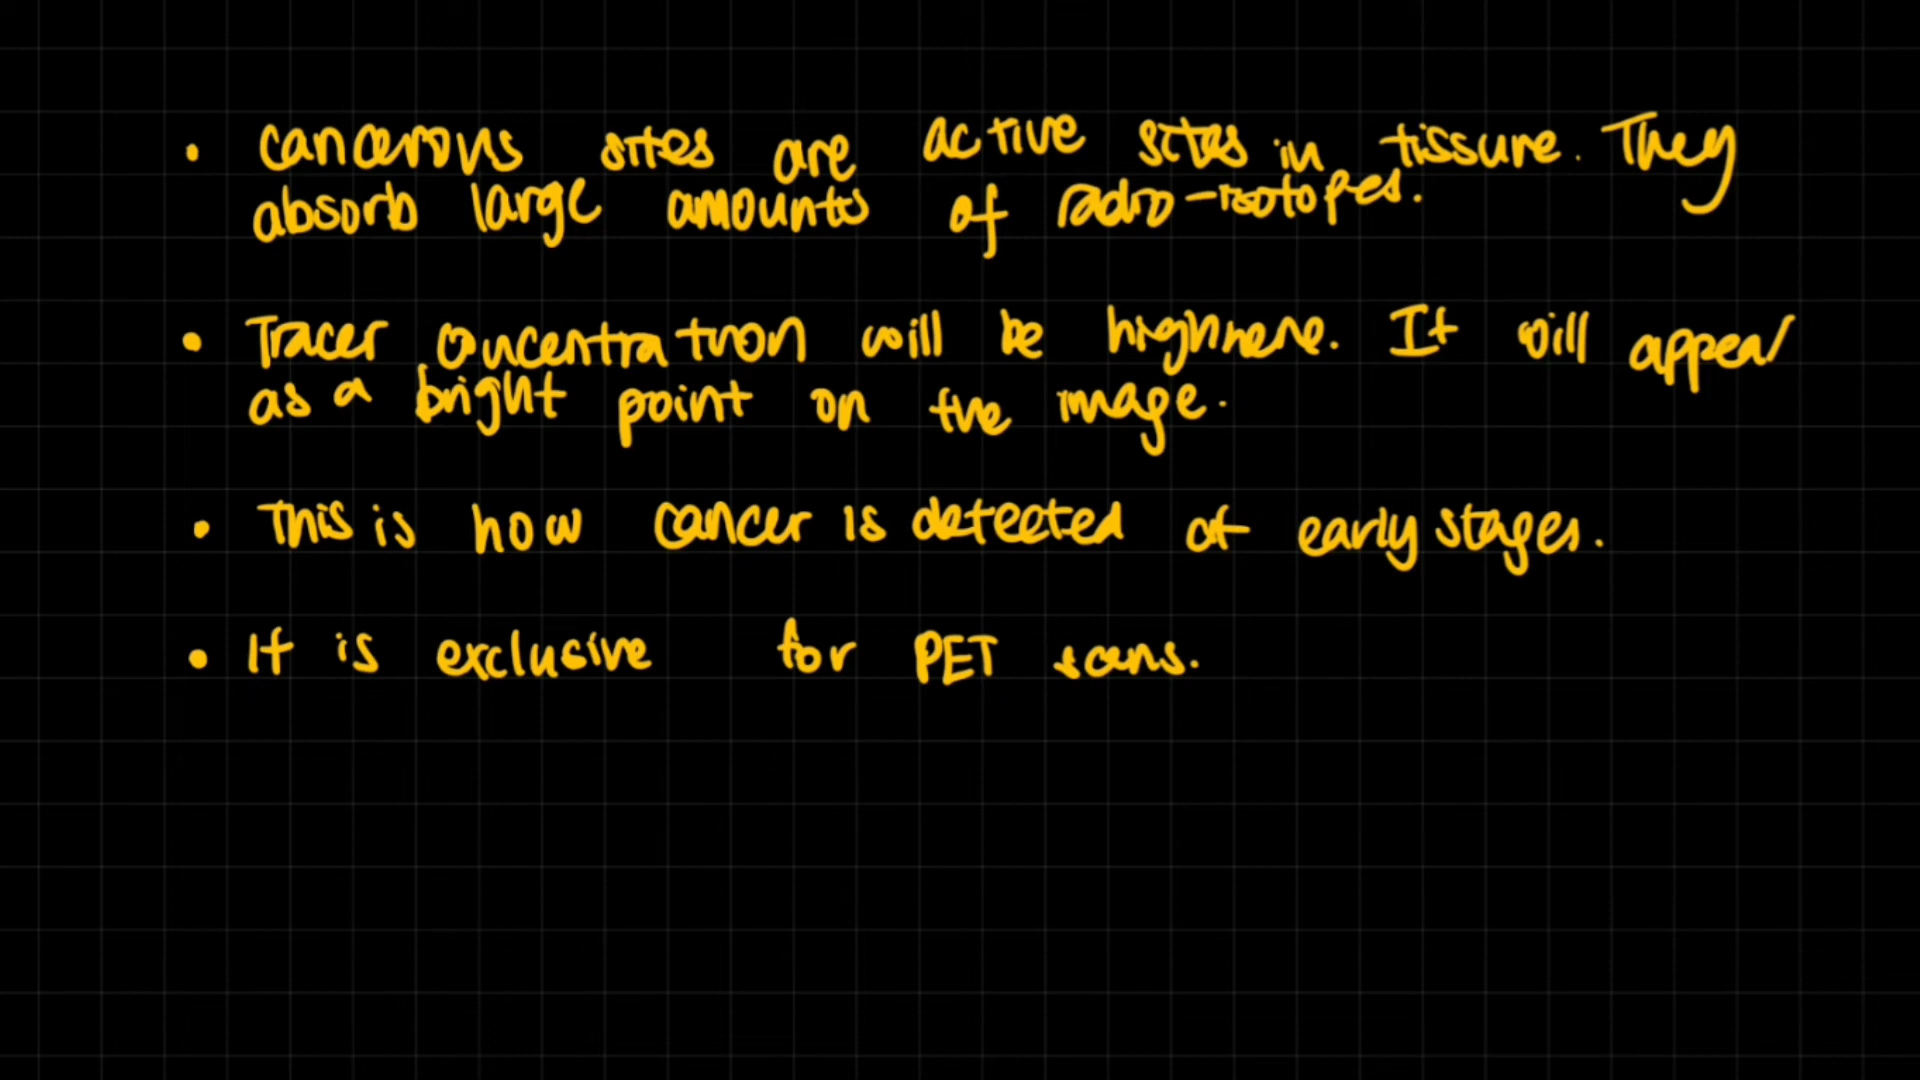 • Cancerous sites are active sites in tissure. They
absorb large amounts of radio-isotopes.
• Tracer concentration will be high here. It will appear
as a bright point on the image.
• This is how cancer is detected at early stages.
• It is exclusive for PET scans.